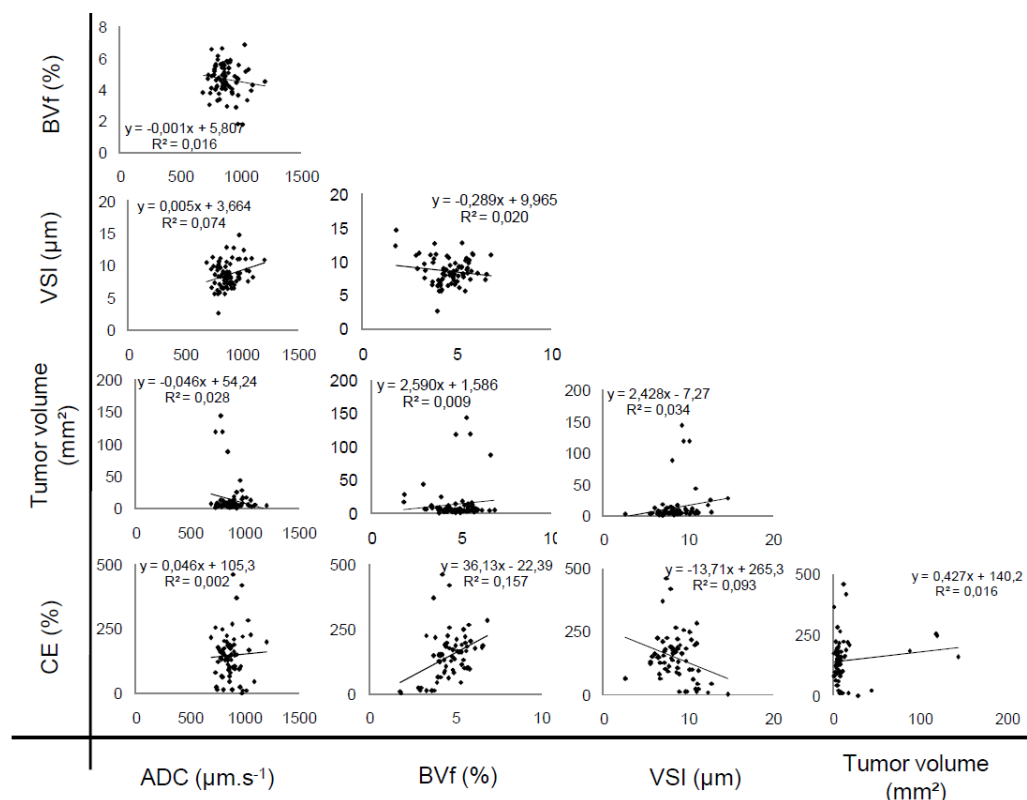 BVf (%)
8
6
4
2
0
y = -0,001x + 5,807
R² = 0,016
0 500 1000 1500
VSI (µm)
20
15
10
5
0
y = 0,005x + 3,664
R² = 0,074
0 500 1000 1500
20
15
10
5
0
y = -0,289x + 9,965
R² = 0,020
0 5 10
Tumor volume
(mm²)
200
150
100
50
0
y = -0,046x + 54,24
R² = 0,028
0 500 1000 1500
200
150
100
50
0
y = 2,590x + 1,586
R² = 0,009
0 5 10
200
150
100
50
0
y = 2,428x - 7,27
R² = 0,034
0 10 20
CE (%)
500
250
0
y = 0,046x + 105,3
R² = 0,002
0 500 1000 1500
500
250
0
y = 36,13x - 22,39
R² = 0,157
0 5 10
500
250
0
y = -13,71x + 265,3
R² = 0,093
0 10 20
500
250
0
y = 0,427x + 140,2
R² = 0,016
0 100 200
ADC (µm.s⁻¹)
BVf (%)
VSI (µm)
Tumor volume
(mm²)